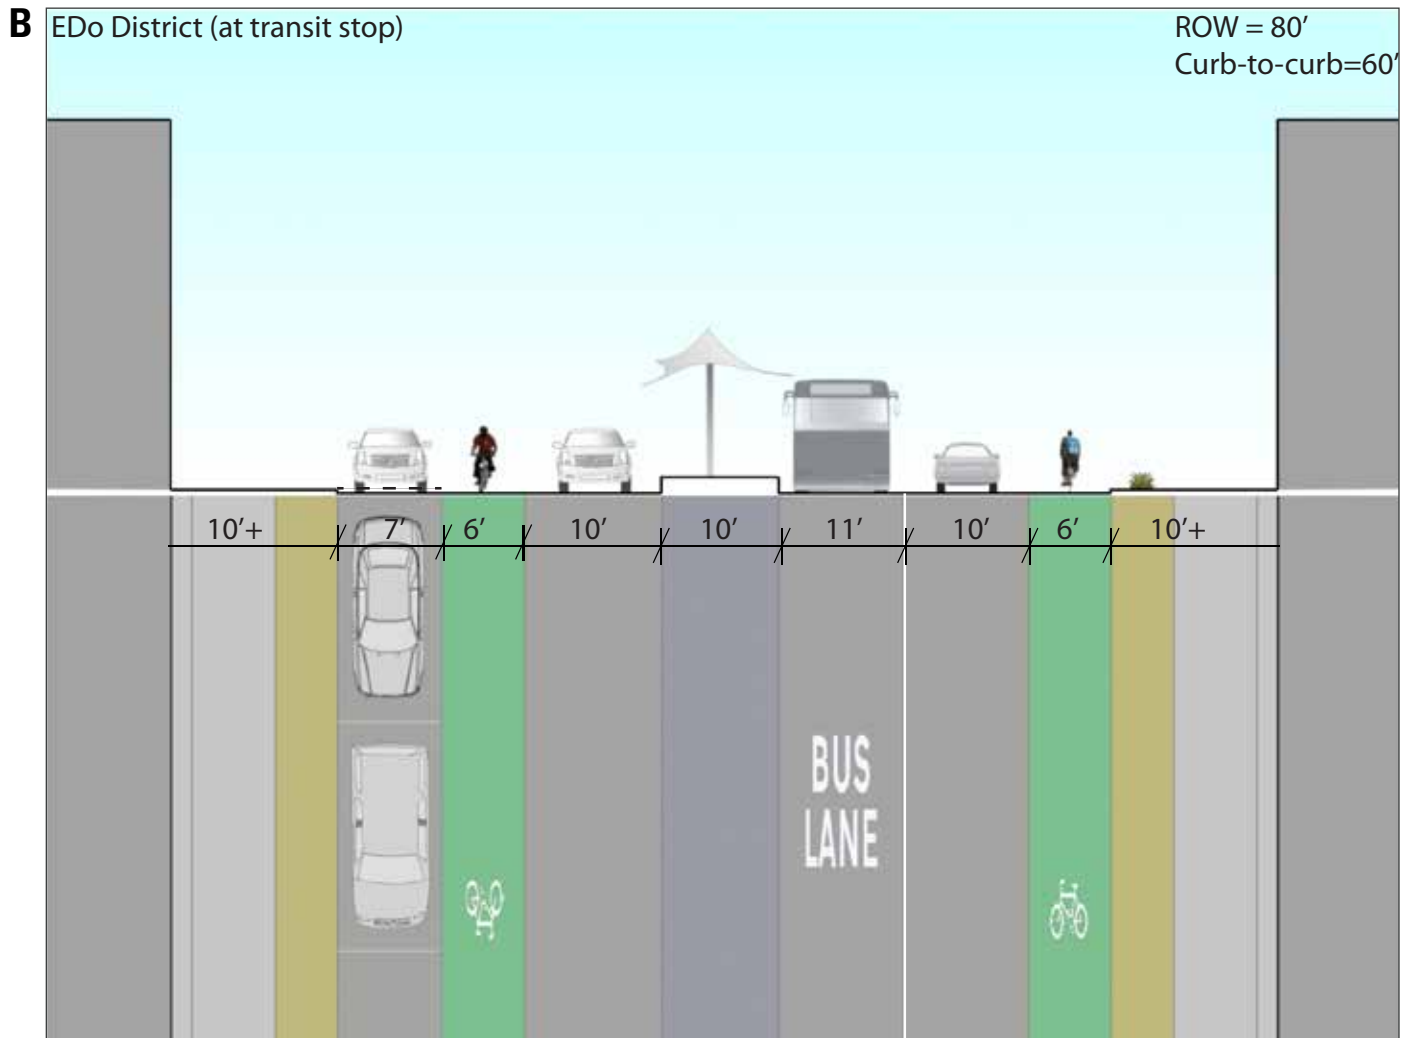 B
EDo District (at transit stop)
ROW = 80’
Curb-to-curb=60’
10’+ 7’ 6’ 10’ 10’ 11’ 10’ 6’ 10’+
BUS
LANE